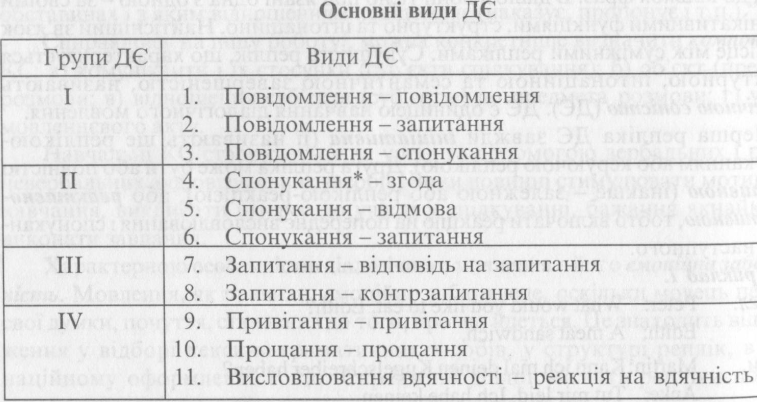 Основні види ДЄ
Групи ДЄ Види ДЄ
I 1. Повідомлення – повідомлення
2. Повідомлення – запитання
3. Повідомлення – спонукання
II 4. Спонукання* – згода
5. Спонукання – відмова
6. Спонукання – запитання
III 7. Запитання – відповідь на запитання
8. Запитання – контрзапитання
IV 9. Привітання – привітання
10. Прощання – прощання
11. Висловлювання вдячності – реакція на вдячність